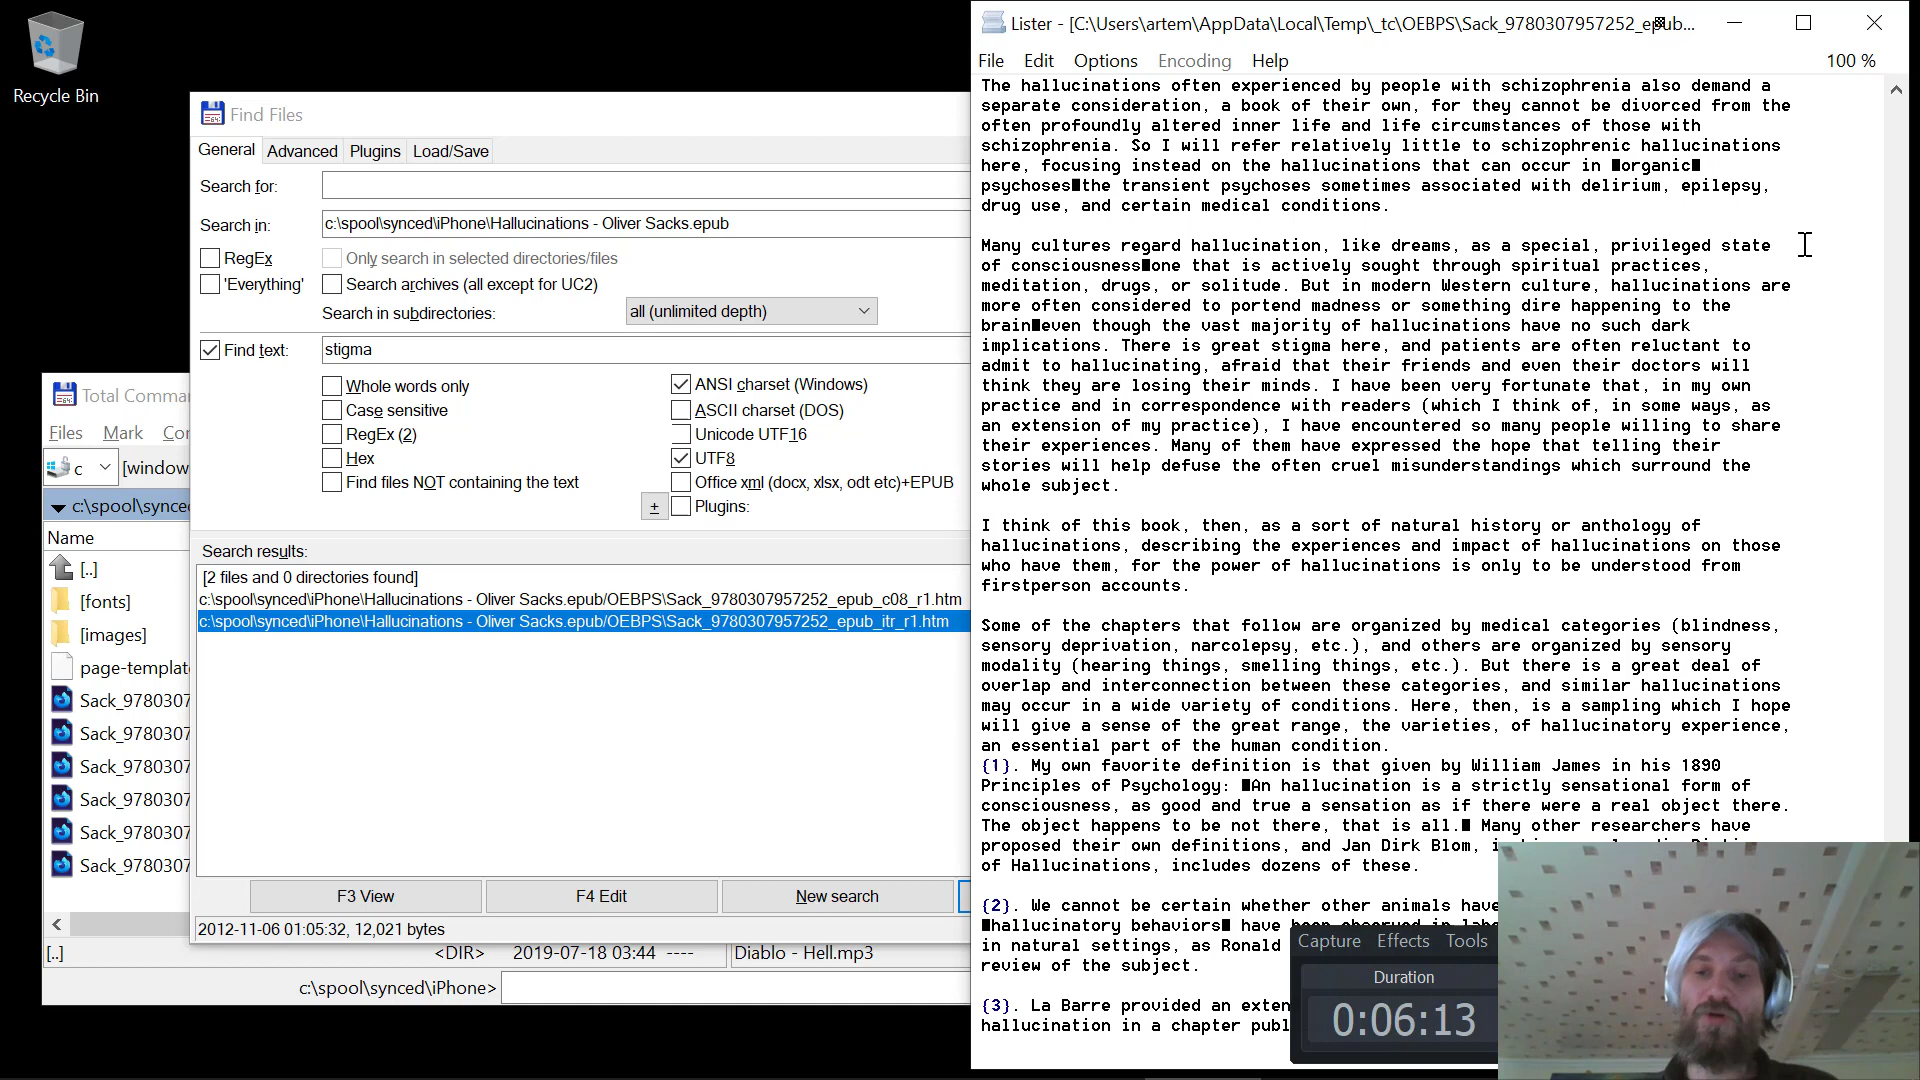 Recycle Bin
Find Files
General
Advanced
Plugins
Load/Save
Search for:
Search in:
c:\spool\synced\iPhone\Hallucinations - Oliver Sacks.epub
RegEx
Only search in selected directories/files
'Everything'
Search archives (all except for UC2)
Search in subdirectories:
all (unlimited depth)
Find text:
stigma
Whole words only
Case sensitive
RegEx (2)
Hex
Find files NOT containing the text
ANSI charset (Windows)
ASCII charset (DOS)
Unicode UTF16
UTF8
Office xml (docx, xlsx, odt etc)+EPUB
±
Plugins:
Search results:
[2 files and 0 directories found]
c:\spool\synced\iPhone\Hallucinations - Oliver Sacks.epub/OEBPS\Sack_9780307957252_epub_c08_r1.htm
c:\spool\synced\iPhone\Hallucinations - Oliver Sacks.epub/OEBPS\Sack_9780307957252_epub_itr_r1.htm
F3 View
F4 Edit
New search
2012-11-06 01:05:32, 12,021 bytes
Total Comma
Files
Mark
Co
c
[window
c:\spool\synce
Name
[..]
[fonts]
[images]
page-templat
Sack_9780307
Sack_9780307
Sack_9780307
Sack_9780307
Sack_9780307
Sack_9780307
[..]
<DIR>
2019-07-18 03:44 ----
Diablo - Hell.mp3
c:\spool\synced\iPhone>
Lister - [C:\Users\artem\AppData\Local\Temp\_tc\OEBPS\Sack_9780307957252_epub...
File
Edit
Options
Encoding
Help
100 %
The hallucinations often experienced by people with schizophrenia also demand a
separate consideration, a book of their own, for they cannot be divorced from the
often profoundly altered inner life and life circumstances of those with
schizophrenia. So I will refer relatively little to schizophrenic hallucinations
here, focusing instead on the hallucinations that can occur in organic
psychoses the transient psychoses sometimes associated with delirium, epilepsy,
drug use, and certain medical conditions.
Many cultures regard hallucination, like dreams, as a special, privileged state
of consciousness one that is actively sought through spiritual practices,
meditation, drugs, or solitude. But in modern Western culture, hallucinations are
more often considered to portend madness or something dire happening to the
brain even though the vast majority of hallucinations have no such dark
implications. There is great stigma here, and patients are often reluctant to
admit to hallucinating, afraid that their friends and even their doctors will
think they are losing their minds. I have been very fortunate that, in my own
practice and in correspondence with readers (which I think of, in some ways, as
an extension of my practice), I have encountered so many people willing to share
their experiences. Many of them have expressed the hope that telling their
stories will help defuse the often cruel misunderstandings which surround the
whole subject.
I think of this book, then, as a sort of natural history or anthology of
hallucinations, describing the experiences and impact of hallucinations on those
who have them, for the power of hallucinations is only to be understood from
firstperson accounts.
Some of the chapters that follow are organized by medical categories (blindness,
sensory deprivation, narcolepsy, etc.), and others are organized by sensory
modality (hearing things, smelling things, etc.). But there is a great deal of
overlap and interconnection between these categories, and similar hallucinations
may occur in a wide variety of conditions. Here, then, is a sampling which I hope
will give a sense of the great range, the varieties, of hallucinatory experience,
an essential part of the human condition.
{1}. My own favorite definition is that given by William James in his 1890
Principles of Psychology: An hallucination is a strictly sensational form of
consciousness, as good and true a sensation as if there were a real object there.
The object happens to be not there, that is all. Many other researchers have
proposed their own definitions, and Jan Dirk Blom,
of Hallucinations, includes dozens of these.
{2}. We cannot be certain whether other animals have
hallucinatory behaviors have been observed in
in natural settings, as Ronald
review of the subject.
{3}. La Barre provided an exten
hallucination in a chapter publ
Capture
Effects
Tools
Duration
0:06:13